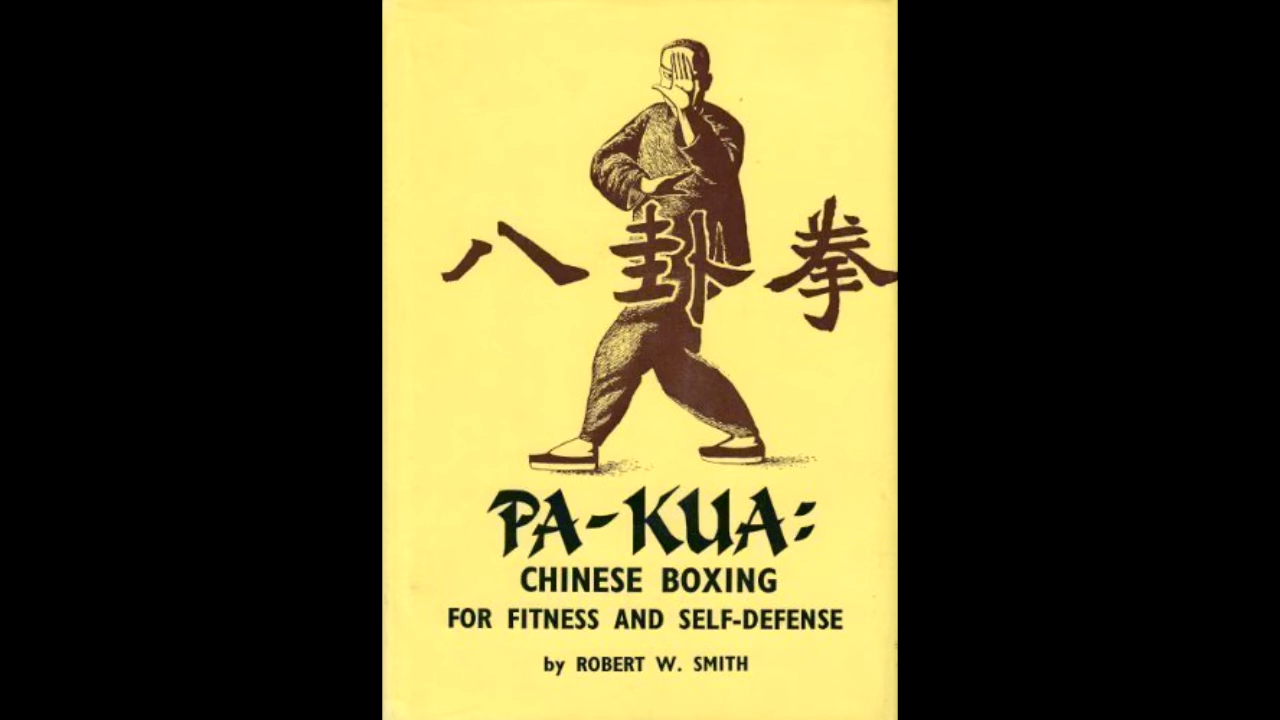 八卦拳
PA-KUA:
CHINESE BOXING
FOR FITNESS AND SELF-DEFENSE
by ROBERT W. SMITH